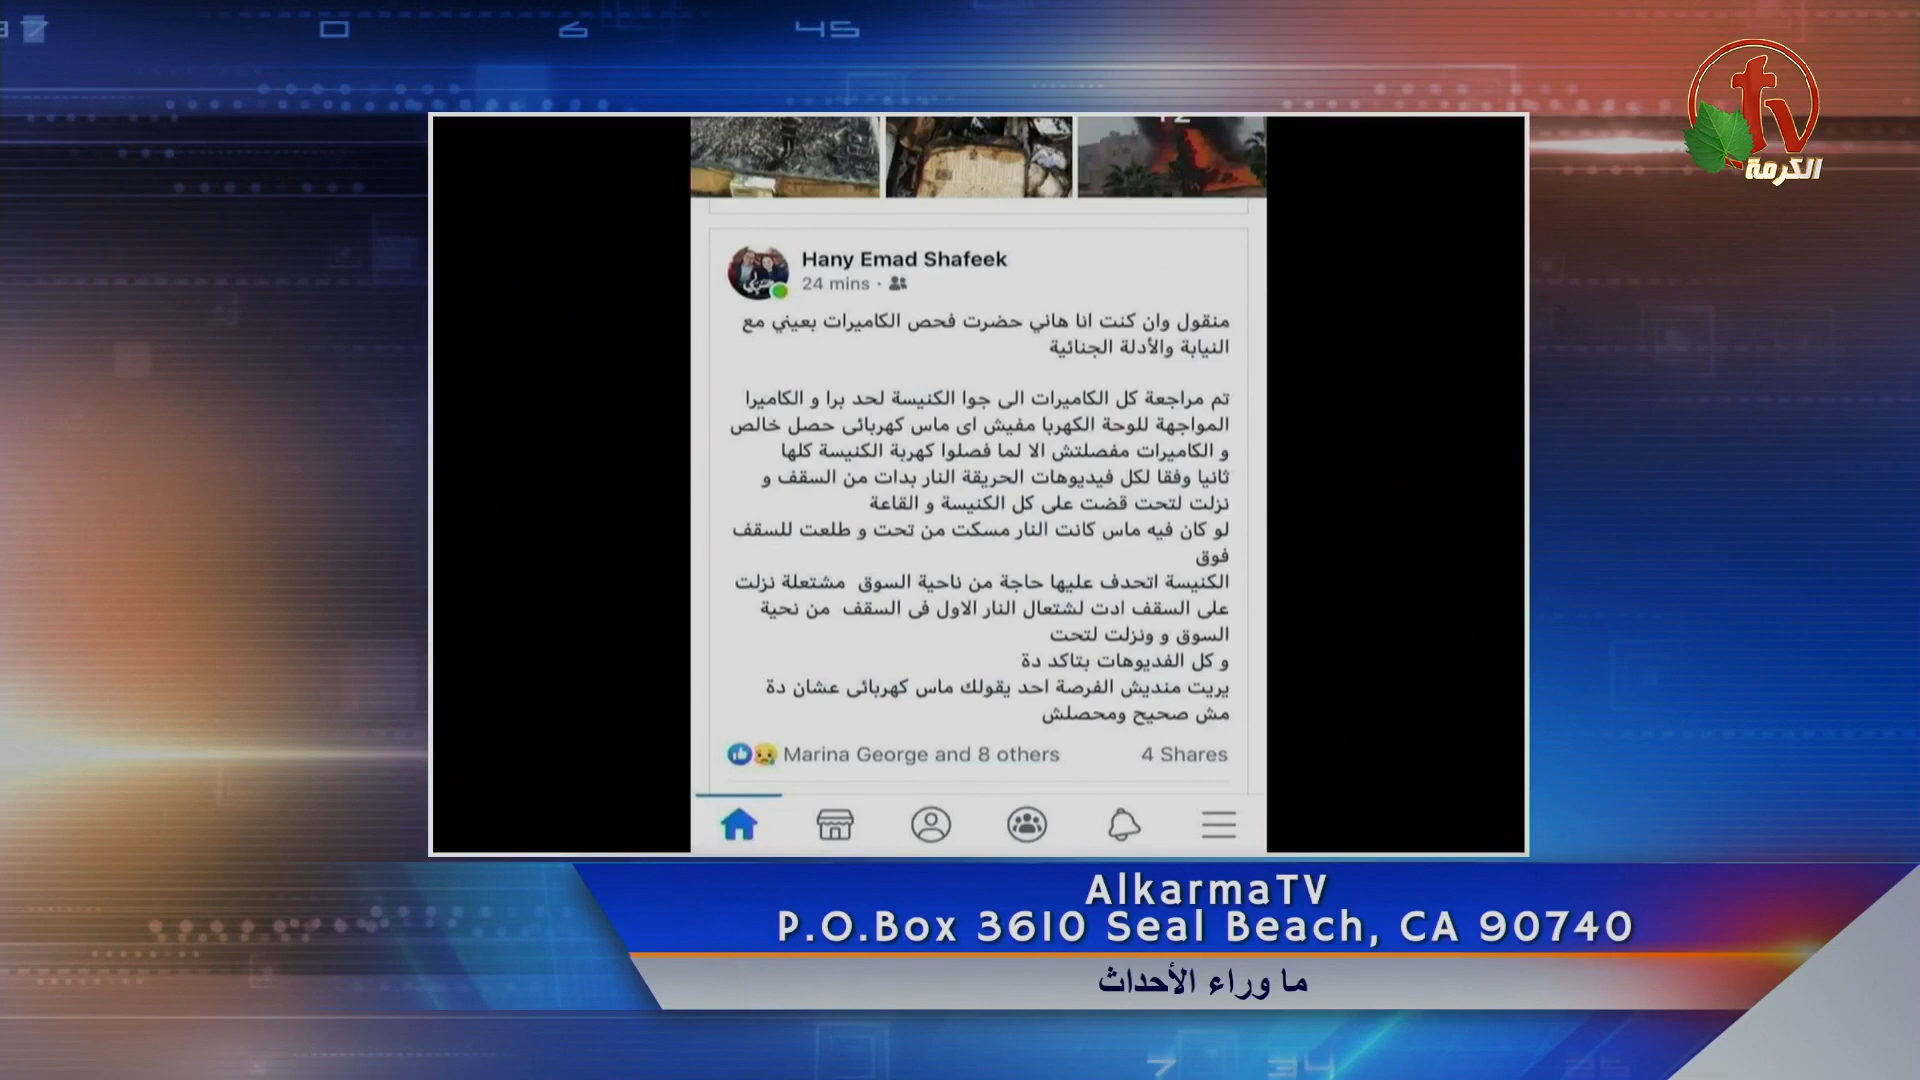 7
0
6
45
tv
الكرمة
Hany Emad Shafeek
24 mins ·
منقول وان كنت انا هاني حضرت فحص الكاميرات بعيني مع
النيابة والأدلة الجنائية
تم مراجعة كل الكاميرات الى جوا الكنيسة لحد برا و الكاميرا
المواجهة للوحة الكهربا مفيش اى ماس كهربائى حصل خالص
و الكاميرات مفصلتش الا لما فصلوا كهربة الكنيسة كلها
ثانيا وفقا لكل فيديوهات الحريقة النار بدات من السقف و
نزلت لتحت قضت على كل الكنيسة و القاعة
لو كان فيه ماس كانت النار مسكت من تحت و طلعت للسقف
فوق
الكنيسة اتحدف عليها حاجة من ناحية السوق مشتعلة نزلت
على السقف ادت لشتعال النار الاول فى السقف من نحية
السوق و ونزلت لتحت
و كل الفديوهات بتاكد دة
يريت منديش الفرصة احد يقولك ماس كهربائى عشان دة
مش صحيح ومحصلش
Marina George and 8 others
4 Shares
AlkarmaTV
P.O.Box 3610 Seal Beach, CA 90740
ما وراء الأحداث
7
34